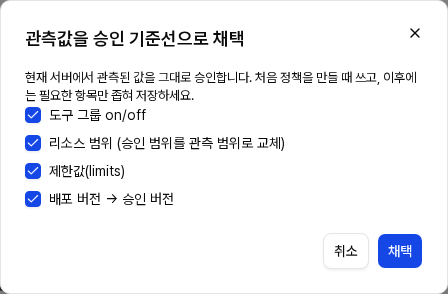 관측값을 승인 기준선으로 채택
현재 서버에서 관측된 값을 그대로 승인합니다. 처음 정책을 만들 때 쓰고, 이후에
는 필요한 항목만 좁혀 저장하세요.
도구 그룹 on/off
리소스 범위 (승인 범위를 관측 범위로 교체)
제한값(limits)
배포 버전 → 승인 버전
취소 채택